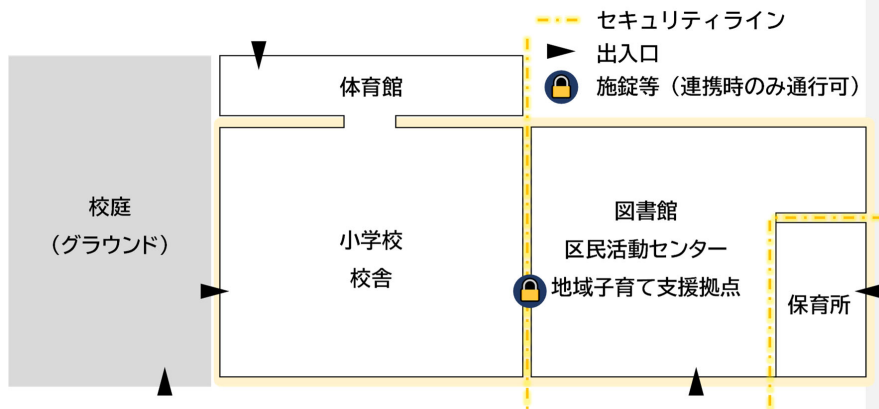 セキュリティライン
出入口
施錠等（連携時のみ通行可）
体育館
校庭
（グラウンド）
小学校
校舎
図書館
区民活動センター
地域子育て支援拠点
保育所